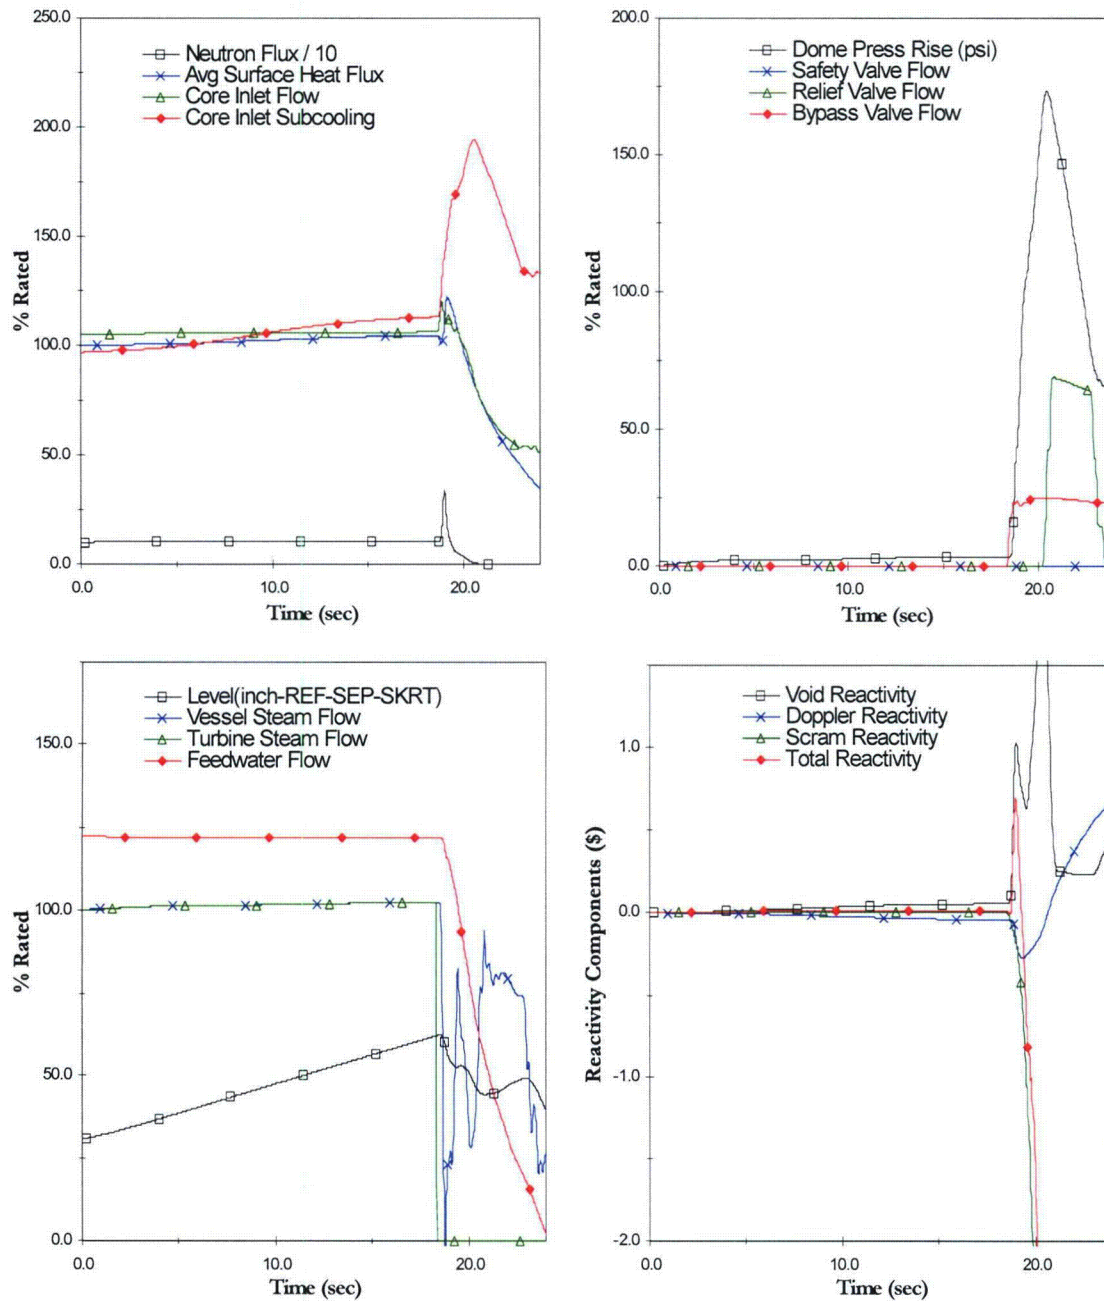 250.0
Neutron Flux / 10
Avg Surface Heat Flux
Core Inlet Flow
Core Inlet Subcooling
200.0
150.0
% Rated
100.0
50.0
0.0
0.0 10.0 20.0
Time (sec)
200.0
Dome Press Rise (psi)
Safety Valve Flow
Relief Valve Flow
Bypass Valve Flow
150.0
% Rated
100.0
50.0
0.0
0.0 10.0 20.0
Time (sec)
Level(inch-REF-SEP-SKRT)
Vessel Steam Flow
Turbine Steam Flow
Feedwater Flow
150.0
% Rated
100.0
50.0
0.0
0.0 10.0 20.0
Time (sec)
Void Reactivity
Doppler Reactivity
Scram Reactivity
Total Reactivity
1.0
Reactivity Components ($)
0.0
-1.0
-2.0
0.0 10.0 20.0
Time (sec)